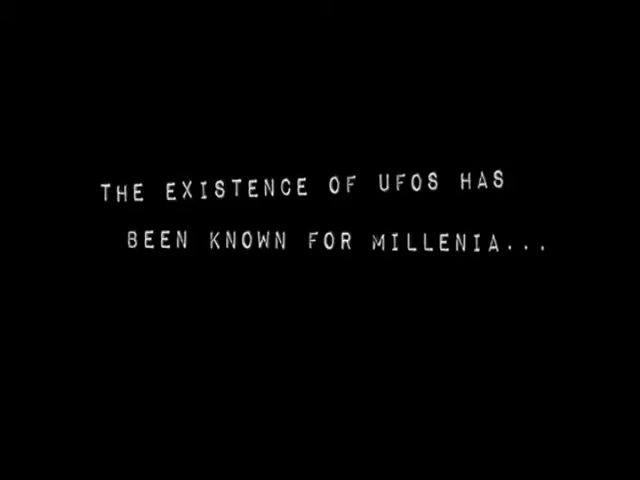 THE EXISTENCE OF UFOS HAS
BEEN KNOWN FOR MILLENIA...